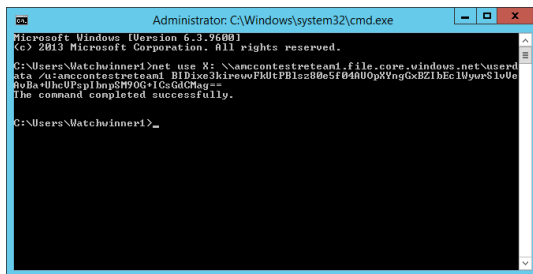 Administrator: C:\Windows\system32\cmd.exe
Microsoft Windows [Version 6.3.9600]
(c) 2013 Microsoft Corporation. All rights reserved.
C:\Users\Watchwinner1>net use X: \\amccontestreteam1.file.core.windows.net\userd
ata /u:amccontestreteam1 BIDixe3kirewvFkUtPBlsz80e5f04AVOpXYngGxBZIbEclWywrSlvVe
AvBa+UhcVPspIbnpSM9OG+ICsGdCMag==
The command completed successfully.
C:\Users\Watchwinner1>_